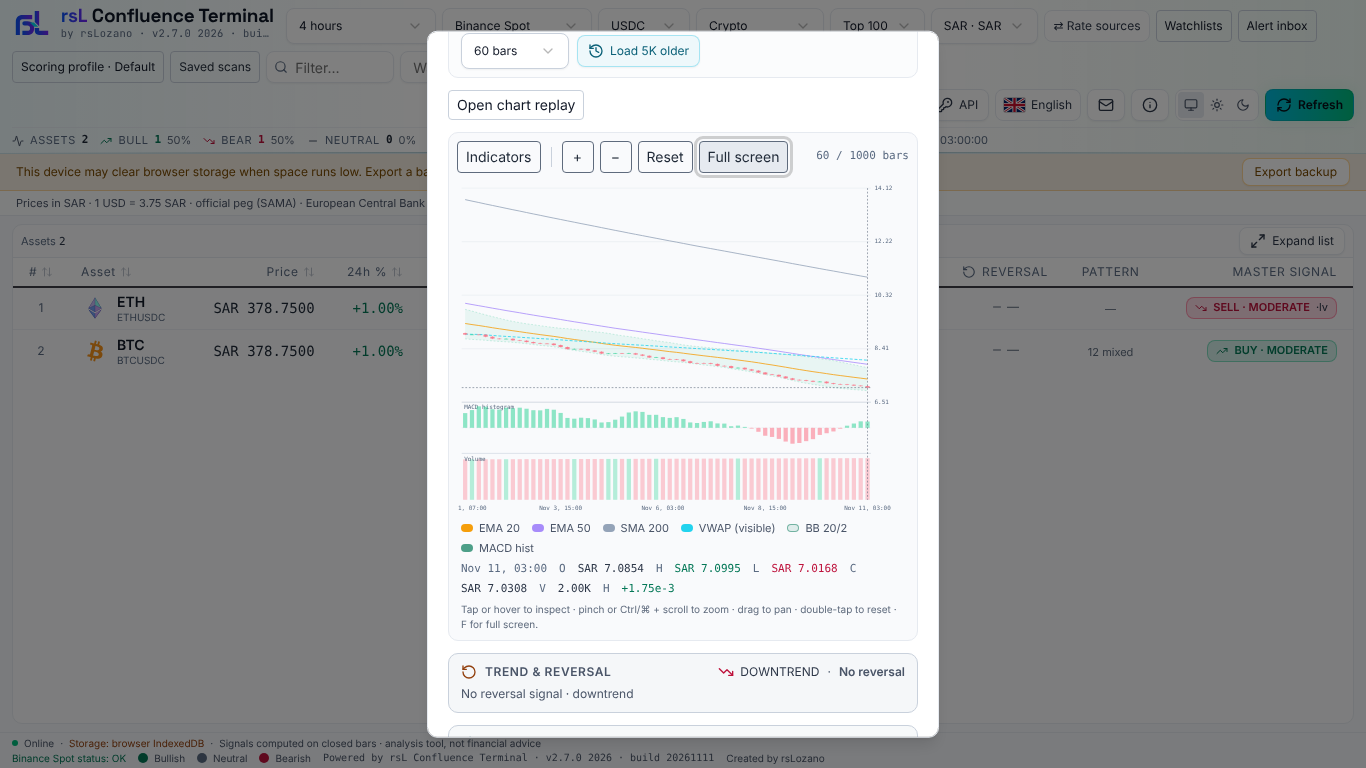 rsL Confluence Terminal
by rsLozano · v2.7.0 2026 · bui…
4 hours
Binance Spot
USDC
Crypto
Top 100
SAR · SAR
⇄ Rate sources
Watchlists
Alert inbox
Scoring profile · Default
Saved scans
Filter...
API
English
Refresh
ASSETS 2 BULL 1 50% BEAR 1 50% NEUTRAL 0 0%
03:00:00
This device may clear browser storage when space runs low. Export a ba
Export backup
Prices in SAR · 1 USD = 3.75 SAR · official peg (SAMA) · European Central Bank
Assets 2
Expand list
# Asset Price 24h % REVERSAL PATTERN MASTER SIGNAL
1 ETH SAR 378.7500 +1.00% — — — SELL · MODERATE ·lv
ETHUSDC
2 BTC SAR 378.7500 +1.00% — — 12 mixed BUY · MODERATE
BTCUSDC
60 bars
Load 5K older
Open chart replay
Indicators + − Reset Full screen 60 / 1000 bars
14.12
12.22
10.32
8.41
6.51
MACD histogram
Volume
1, 07:00 Nov 3, 15:00 Nov 6, 03:00 Nov 8, 15:00 Nov 11, 03:00
EMA 20 EMA 50 SMA 200 VWAP (visible) BB 20/2
MACD hist
Nov 11, 03:00 O SAR 7.0854 H SAR 7.0995 L SAR 7.0168 C
SAR 7.0308 V 2.00K H +1.75e-3
Tap or hover to inspect · pinch or Ctrl/⌘ + scroll to zoom · drag to pan · double-tap to reset ·
F for full screen.
TREND & REVERSAL DOWNTREND · No reversal
No reversal signal · downtrend
Online · Storage: browser IndexedDB · Signals computed on closed bars · analysis tool, not financial advice
Binance Spot status: OK Bullish Neutral Bearish Powered by rsL Confluence Terminal · v2.7.0 2026 · build 20261111 Created by rsLozano